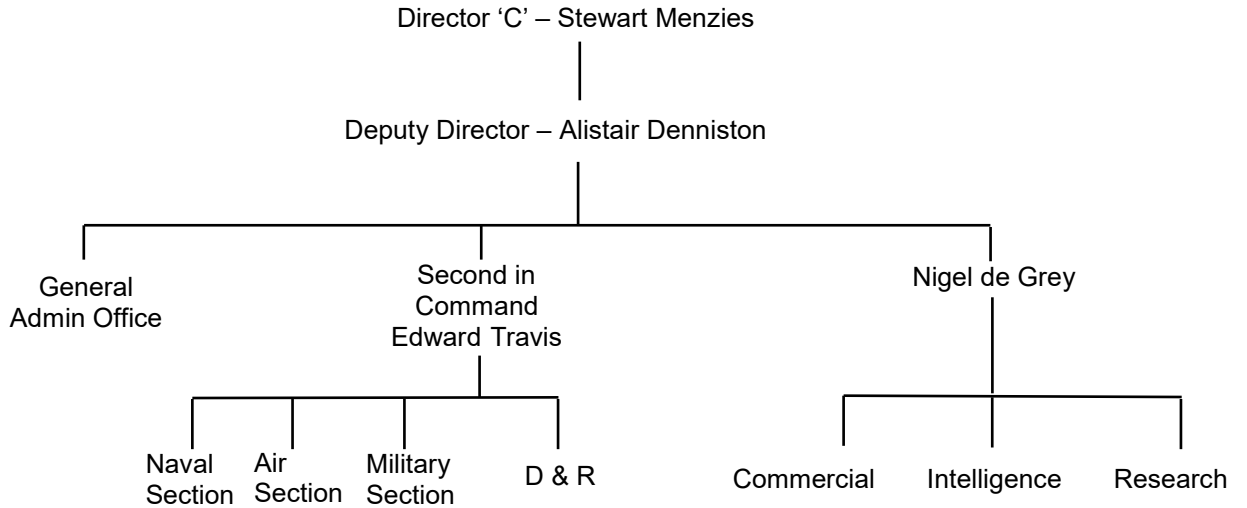 Director ‘C’ – Stewart Menzies
Deputy Director – Alistair Denniston
General
Admin Office
Second in
Command
Edward Travis
Nigel de Grey
Naval
Section
Air
Section
Military
Section
D & R
Commercial
Intelligence
Research